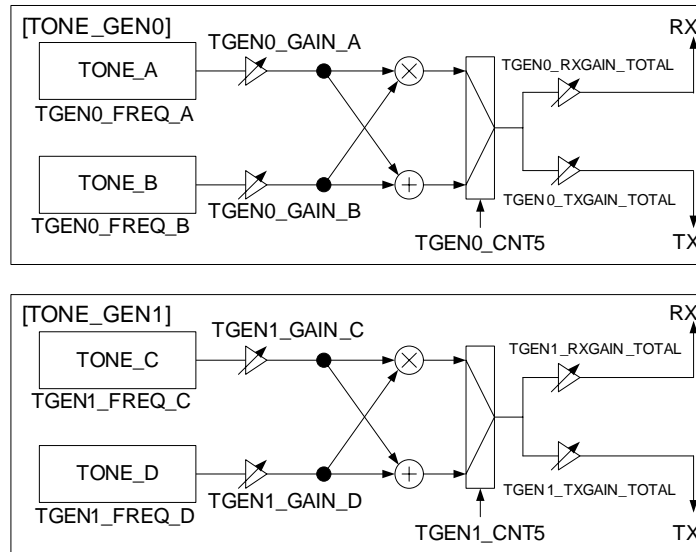 [TONE_GEN0]
RX
TGEN0_GAIN_A
TONE_A
TGEN0_RXGAIN_TOTAL
TGEN0_FREQ_A
×
TONE_B
+
TGEN0_GAIN_B
TGEN0_TXGAIN_TOTAL
TGEN0_FREQ_B
TGEN0_CNT5
TX
[TONE_GEN1]
RX
TGEN1_GAIN_C
TONE_C
TGEN1_RXGAIN_TOTAL
TGEN1_FREQ_C
×
TONE_D
+
TGEN1_GAIN_D
TGEN1_TXGAIN_TOTAL
TGEN1_FREQ_D
TGEN1_CNT5
TX